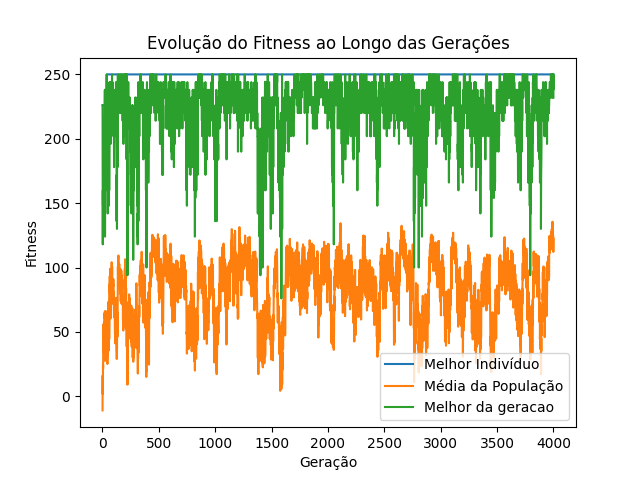 Evolução do Fitness ao Longo das Gerações
Fitness
250
200
150
100
50
0
0 500 1000 1500 2000 2500 3000 3500 4000
Geração
Melhor Indivíduo
Média da População
Melhor da geracao